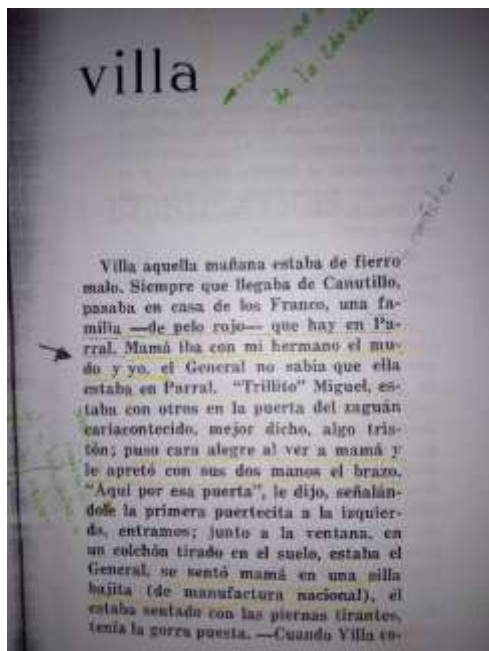 cuando no
de la
villa
Villa aquella mañana estaba de fierro
malo. Siempre que llegaba de Canutillo,
pasaba en casa de los Franco, una fa-
milia —de pelo rojo— que hay en Pa-
rral. Mamá iba con mi hermano el mu-
do y yo, el General no sabía que ella
estaba en Parral. "Trillito" Miguel, es-
taba con otros en la puerta del zaguán
cariacontecido, mejor dicho, algo tris-
tón; puso cara alegre al ver a mamá y
le apretó con sus dos manos el brazo.
"Aquí por esa puerta", le dijo, señalán-
dole la primera puertecita a la izquier-
da, entramos; junto a la ventana, en
un colchón tirado en el suelo, estaba el
General, se sentó mamá en una silla
bajita (de manufactura nacional), él
estaba sentado con las piernas tirantes,
tenía la gorra puesta. —Cuando Villa es-